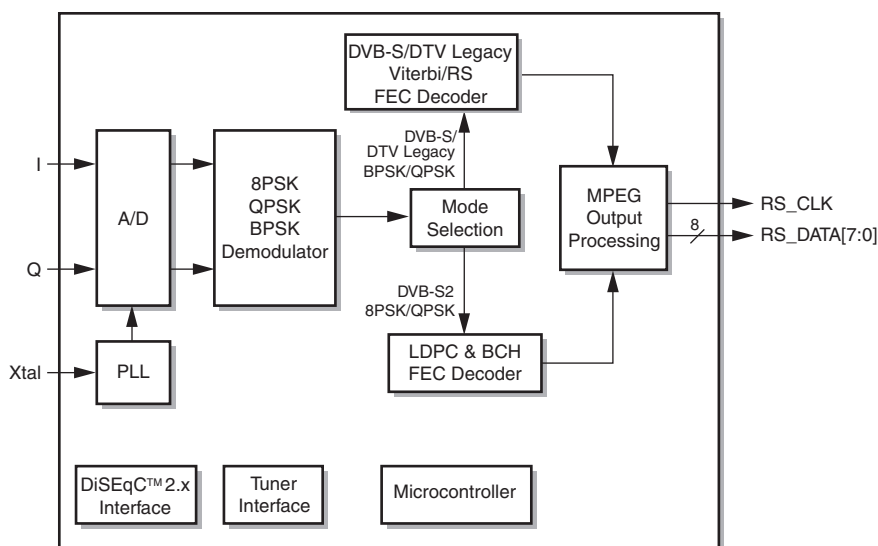 DVB-S/DTV Legacy
Viterbi/RS
FEC Decoder
DVB-S/
DTV Legacy
BPSK/QPSK
I
Q
A/D
8PSK
QPSK
BPSK
Demodulator
Mode
Selection
MPEG
Output
Processing
RS_CLK
8
RS_DATA[7:0]
DVB-S2
8PSK/QPSK
LDPC & BCH
FEC Decoder
Xtal
PLL
DiSEqC™ 2.x
Interface
Tuner
Interface
Microcontroller